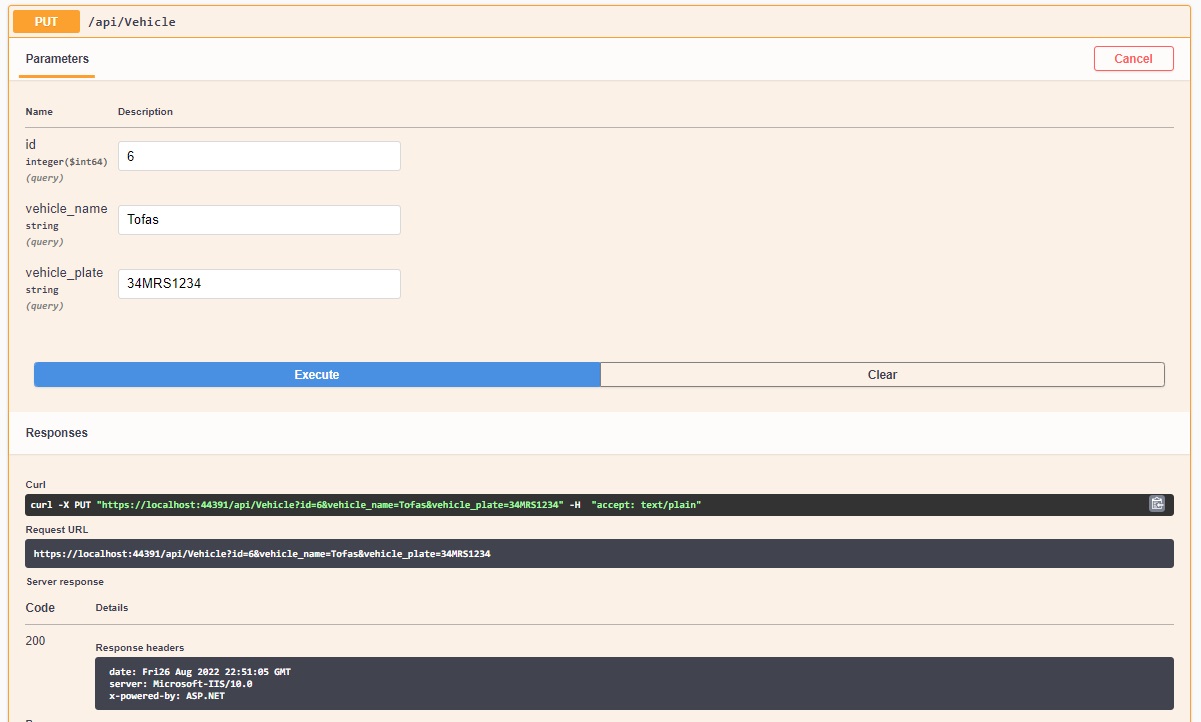 PUT /api/Vehicle
Parameters
Cancel
Name Description
id
integer($int64)
(query)
6
vehicle_name
string
(query)
Tofas
vehicle_plate
string
(query)
34MRS1234
Execute Clear
Responses
Curl
curl -X PUT "https://localhost:44391/api/Vehicle?id=6&vehicle_name=Tofas&vehicle_plate=34MRS1234" -H  "accept: text/plain"
Request URL
https://localhost:44391/api/Vehicle?id=6&vehicle_name=Tofas&vehicle_plate=34MRS1234
Server response
Code Details
200
Response headers
date: Fri26 Aug 2022 22:51:05 GMT
server: Microsoft-IIS/10.0
x-powered-by: ASP.NET